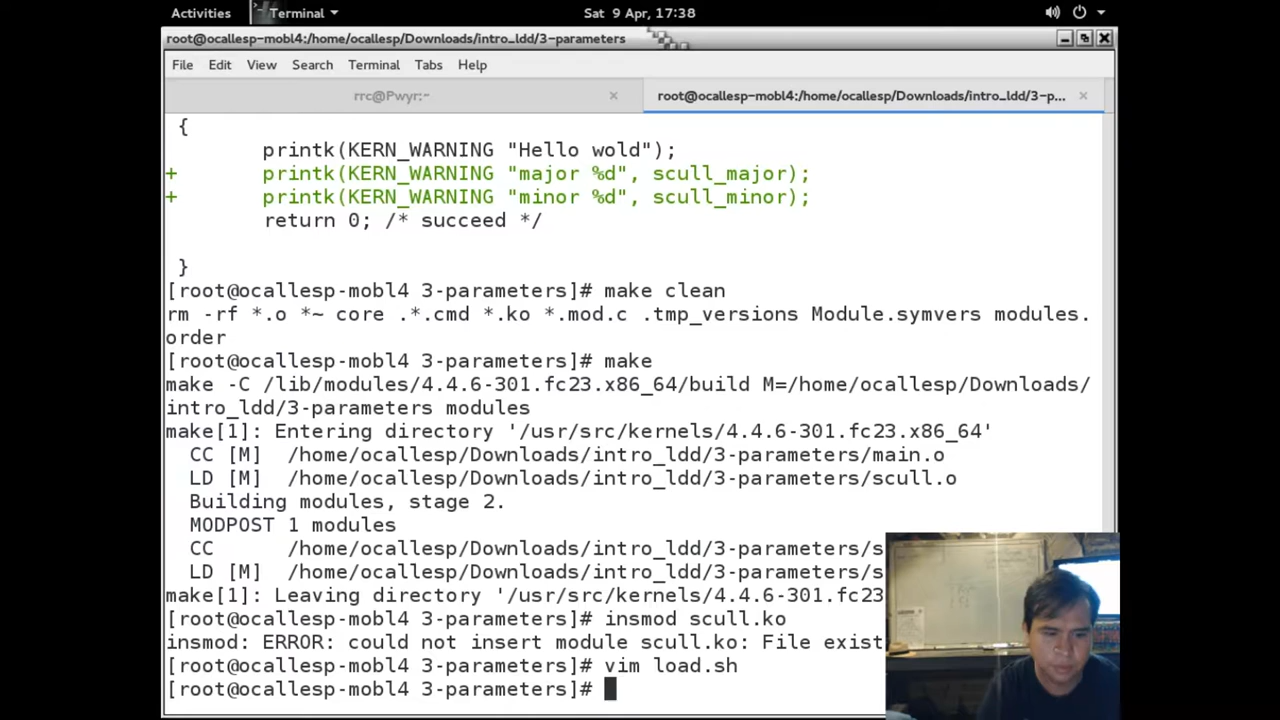 Activities Terminal Sat 9 Apr, 17:38
root@ocallesp-mobl4:/home/ocallesp/Downloads/intro_ldd/3-parameters
File Edit View Search Terminal Tabs Help
rrc@Pwyr:~ root@ocallesp-mobl4:/home/ocallesp/Downloads/intro_ldd/3-p...
{
printk(KERN_WARNING "Hello wold");
+ printk(KERN_WARNING "major %d", scull_major);
+ printk(KERN_WARNING "minor %d", scull_minor);
return 0; /* succeed */
}
[root@ocallesp-mobl4 3-parameters]# make clean
rm -rf *.o *~ core .*.cmd *.ko *.mod.c .tmp_versions Module.symvers modules.
order
[root@ocallesp-mobl4 3-parameters]# make
make -C /lib/modules/4.4.6-301.fc23.x86_64/build M=/home/ocallesp/Downloads/
intro_ldd/3-parameters modules
make[1]: Entering directory '/usr/src/kernels/4.4.6-301.fc23.x86_64'
CC [M] /home/ocallesp/Downloads/intro_ldd/3-parameters/main.o
LD [M] /home/ocallesp/Downloads/intro_ldd/3-parameters/scull.o
Building modules, stage 2.
MODPOST 1 modules
CC /home/ocallesp/Downloads/intro_ldd/3-parameters/s
LD [M] /home/ocallesp/Downloads/intro_ldd/3-parameters/s
make[1]: Leaving directory '/usr/src/kernels/4.4.6-301.fc23
[root@ocallesp-mobl4 3-parameters]# insmod scull.ko
insmod: ERROR: could not insert module scull.ko: File exist
[root@ocallesp-mobl4 3-parameters]# vim load.sh
[root@ocallesp-mobl4 3-parameters]#